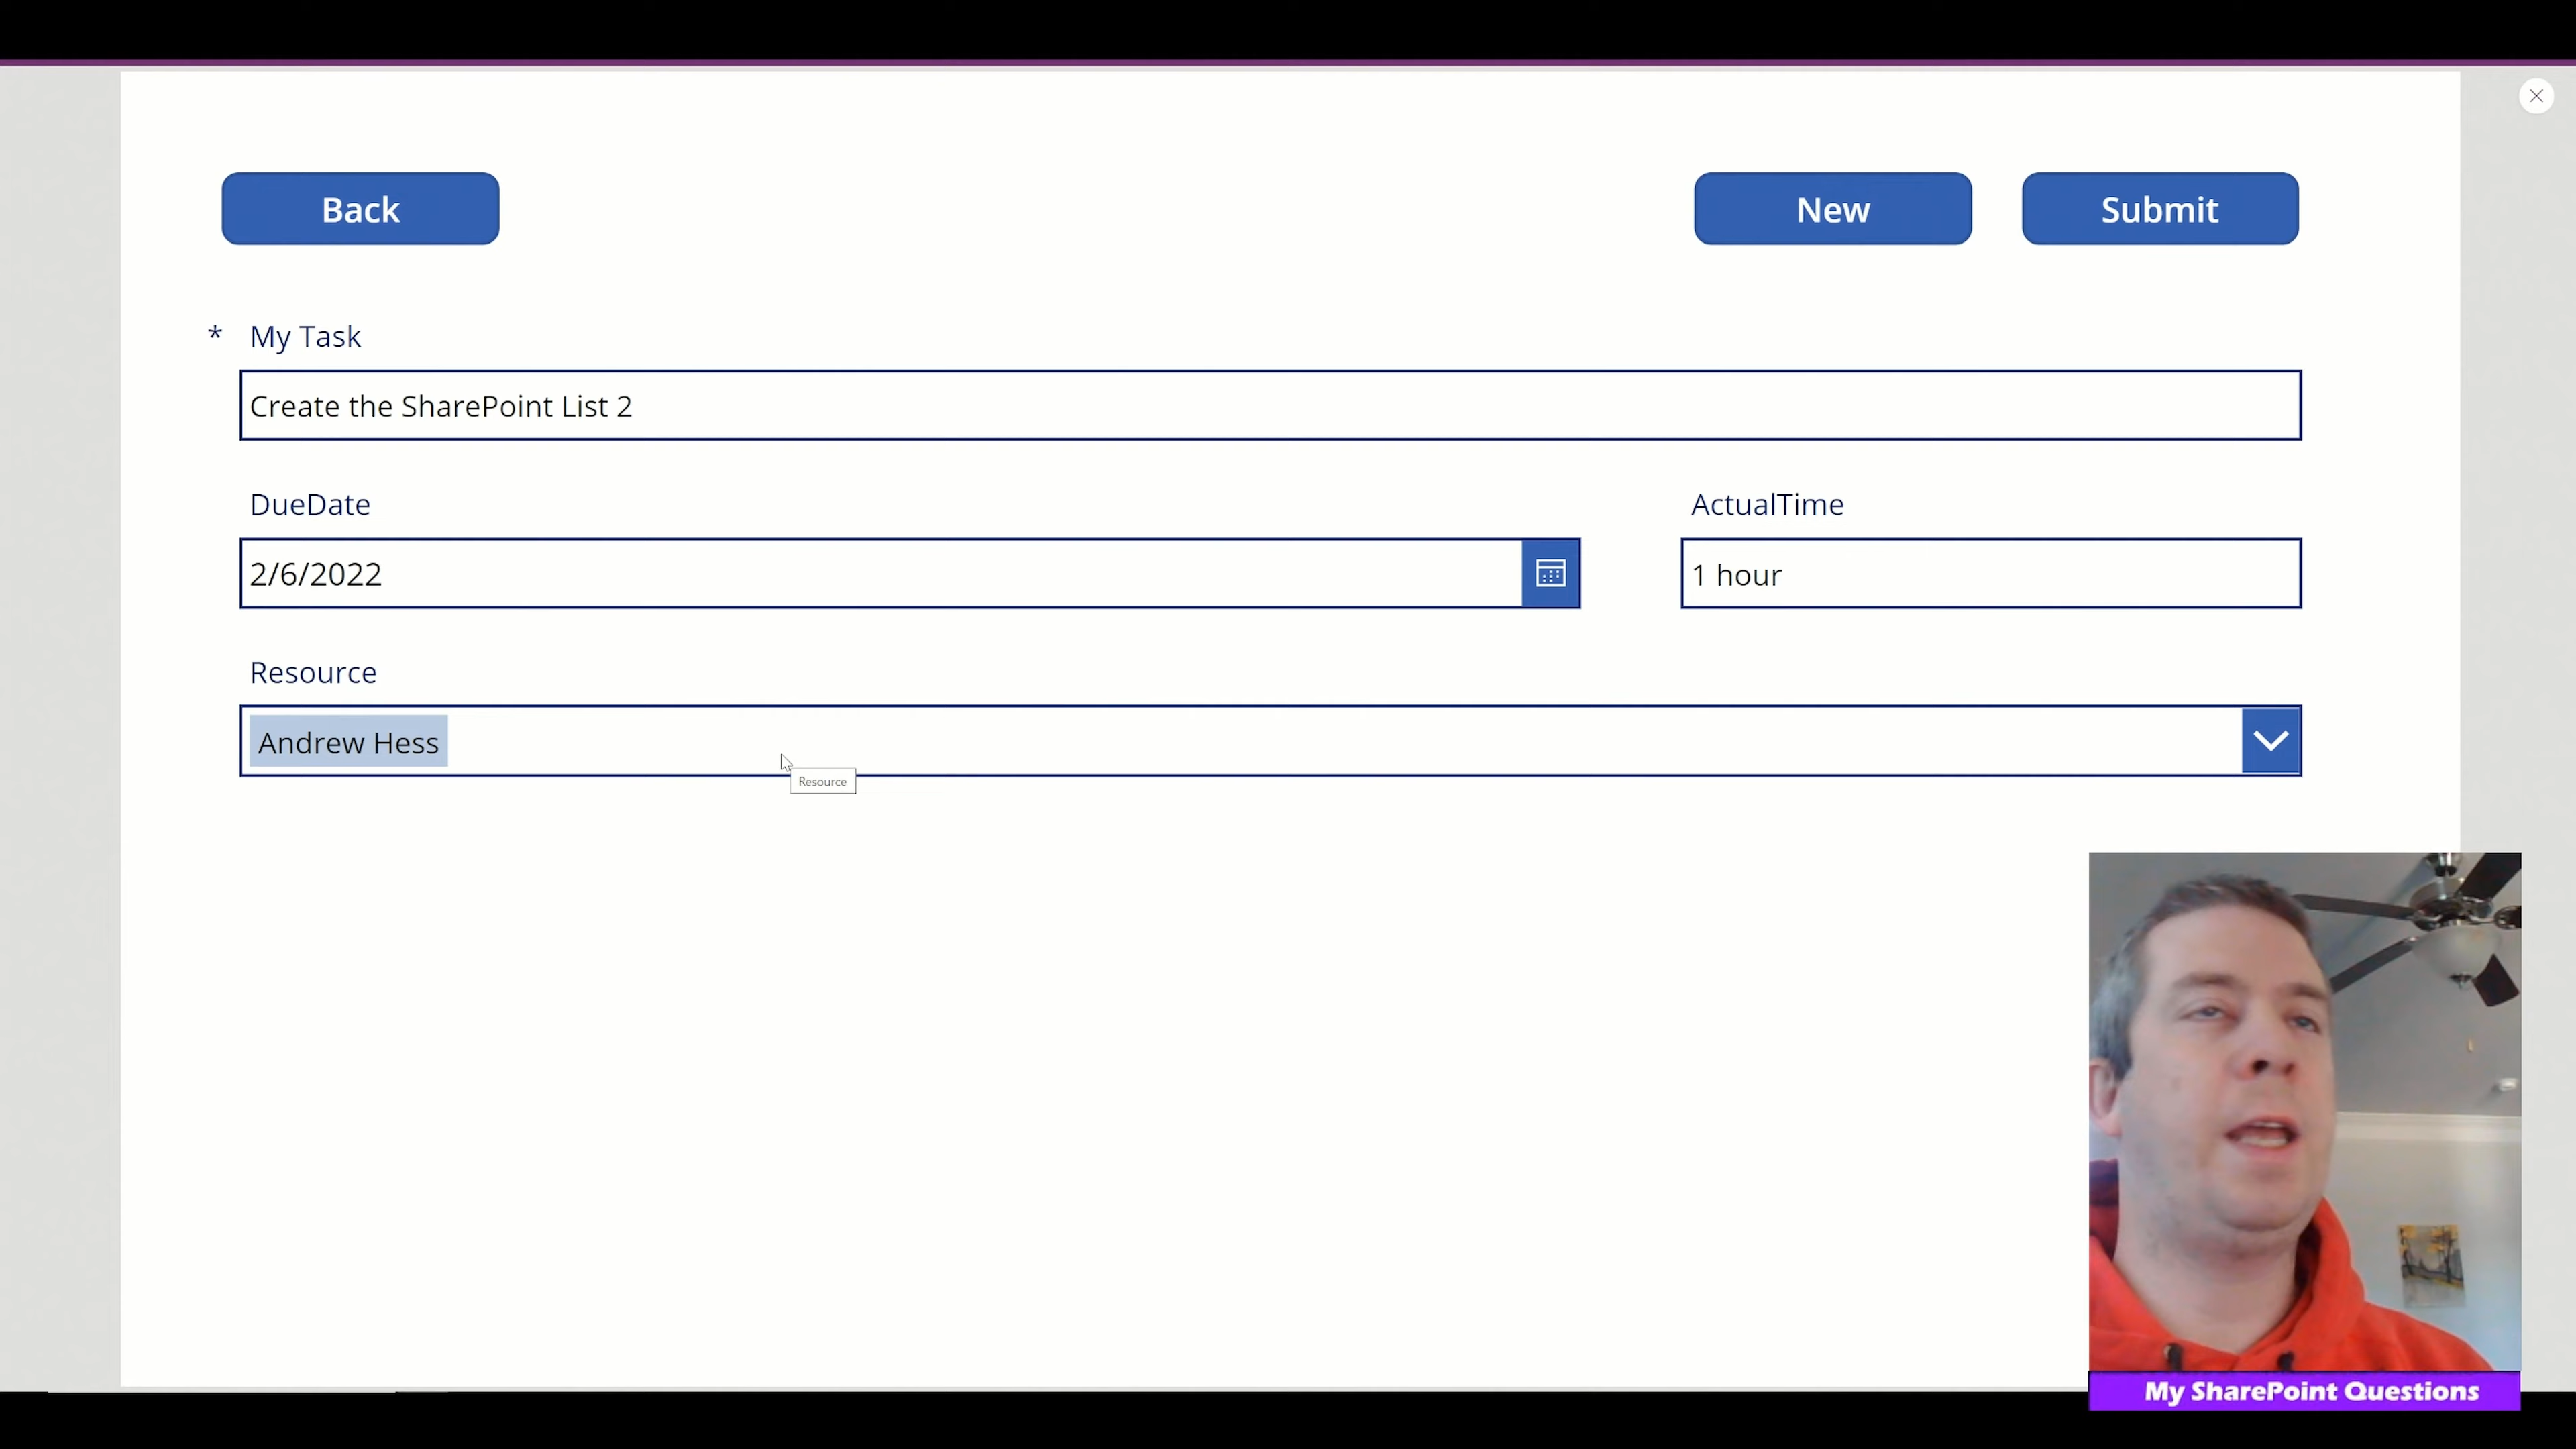 Back
New
Submit
* My Task
Create the SharePoint List 2
DueDate
ActualTime
2/6/2022
1 hour
Resource
Andrew Hess
Resource
My SharePoint Questions